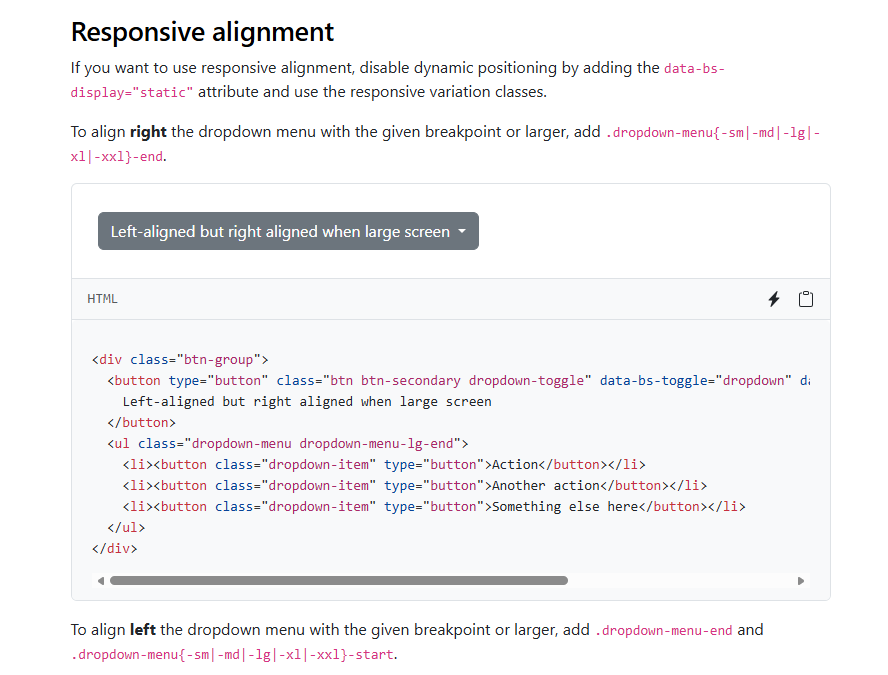 Responsive alignment
If you want to use responsive alignment, disable dynamic positioning by adding the data-bs-
display="static" attribute and use the responsive variation classes.
To align right the dropdown menu with the given breakpoint or larger, add .dropdown-menu{-sm|-md|-lg|-
xl|-xxl}-end.
Left-aligned but right aligned when large screen
HTML
<div class="btn-group">
  <button type="button" class="btn btn-secondary dropdown-toggle" data-bs-toggle="dropdown" da
    Left-aligned but right aligned when large screen
  </button>
  <ul class="dropdown-menu dropdown-menu-lg-end">
    <li><button class="dropdown-item" type="button">Action</button></li>
    <li><button class="dropdown-item" type="button">Another action</button></li>
    <li><button class="dropdown-item" type="button">Something else here</button></li>
  </ul>
</div>
To align left the dropdown menu with the given breakpoint or larger, add .dropdown-menu-end and
.dropdown-menu{-sm|-md|-lg|-xl|-xxl}-start.